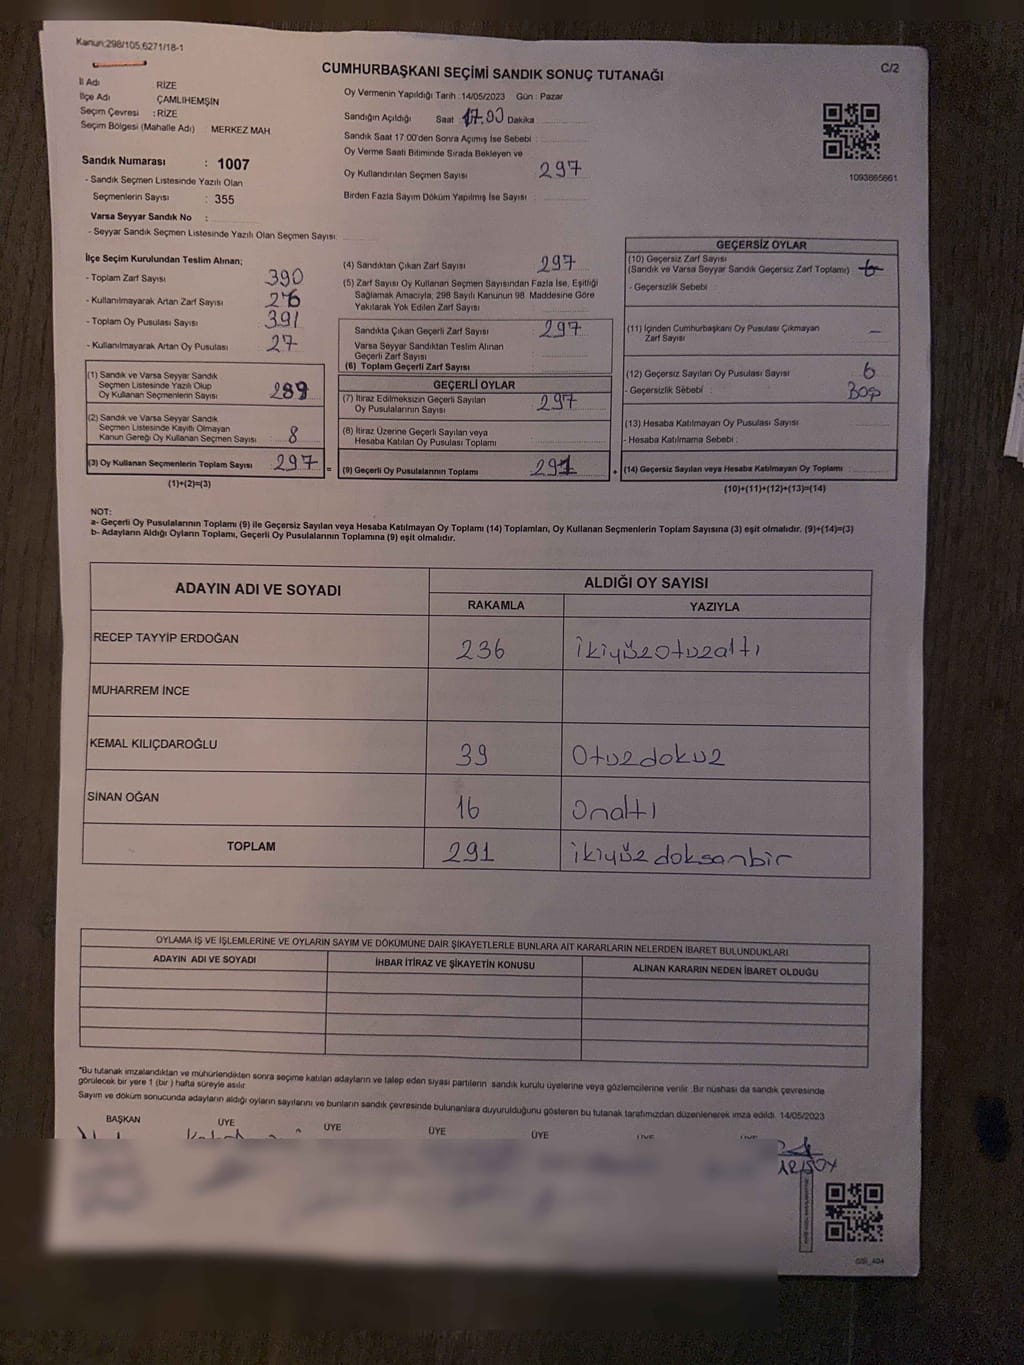 Kanun:298/105,6271/18-1
C/2
CUMHURBAŞKANI SEÇİMİ SANDIK SONUÇ TUTANAĞI
İl Adı RİZE
İlçe Adı ÇAMLIHEMŞİN
Seçim Çevresi : RİZE
Seçim Bölgesi (Mahalle Adı) : MERKEZ MAH.
Sandık Numarası : 1007
- Sandık Seçmen Listesinde Yazılı Olan
Seçmenlerin Sayısı : 355
Varsa Seyyar Sandık No :
- Seyyar Sandık Seçmen Listesinde Yazılı Olan Seçmen Sayısı:
Oy Vermenin Yapıldığı Tarih : 14/05/2023 Gün : Pazar
Sandığın Açıldığı Saat : 17.00 Dakika
Sandık Saat 17:00'den Sonra Açımış İse Sebebi :
Oy Verme Saati Bitiminde Sırada Bekleyen ve
Oy Kullandırılan Seçmen Sayısı 297
Birden Fazla Sayım Döküm Yapılmış İse Sayısı :
1093865661
İlçe Seçim Kurulundan Teslim Alınan;
- Toplam Zarf Sayısı 390
- Kullanılmayarak Artan Zarf Sayısı 26
- Toplam Oy Pusulası Sayısı 391
- Kullanılmayarak Artan Oy Pusulası 27
(1) Sandık ve Varsa Seyyar Sandık
Seçmen Listesinde Yazılı Olup
Oy Kullanan Seçmenlerin Sayısı 289
(2) Sandık ve Varsa Seyyar Sandık
Seçmen Listesinde Kayıtlı Olmayan
Kanun Gereği Oy Kullanan Seçmen Sayısı 8
(3) Oy Kullanan Seçmenlerin Toplam Sayısı 297 =
(1)+(2)=(3)
(4) Sandıktan Çıkan Zarf Sayısı 297
(5) Zarf Sayısı Oy Kullanan Seçmen Sayısından Fazla İse, Eşitliği
Sağlamak Amacıyla; 298 Sayılı Kanunun 98. Maddesine Göre
Yakılarak Yok Edilen Zarf Sayısı
Sandıkta Çıkan Geçerli Zarf Sayısı 297
Varsa Seyyar Sandıktan Teslim Alınan
Geçerli Zarf Sayısı
(6) Toplam Geçerli Zarf Sayısı
GEÇERLİ OYLAR
(7) İtiraz Edilmeksizin Geçerli Sayılan
Oy Pusulalarının Sayısı 297
(8) İtiraz Üzerine Geçerli Sayılan veya
Hesaba Katılan Oy Pusulası Toplamı
(9) Geçerli Oy Pusulalarının Toplamı 291 +
GEÇERSİZ OYLAR
(10) Geçersiz Zarf Sayısı
(Sandık ve Varsa Seyyar Sandık Geçersiz Zarf Toplamı)
- Geçersizlik Sebebi :
(11) İçinden Cumhurbaşkanı Oy Pusulası Çıkmayan
Zarf Sayısı –
(12) Geçersiz Sayılan Oy Pusulası Sayısı 6
- Geçersizlik Sebebi : Boş
(13) Hesaba Katılmayan Oy Pusulası Sayısı
- Hesaba Katılmama Sebebi :
(14) Geçersiz Sayılan veya Hesaba Katılmayan Oy Toplamı
(10)+(11)+(12)+(13)=(14)
NOT:
a- Geçerli Oy Pusulalarının Toplamı (9) ile Geçersiz Sayılan veya Hesaba Katılmayan Oy Toplamı (14) Toplamları, Oy Kullanan Seçmenlerin Toplam Sayısına (3) eşit olmalıdır. (9)+(14)=(3)
b- Adayların Aldığı Oyların Toplamı, Geçerli Oy Pusulalarının Toplamına (9) eşit olmalıdır.
ADAYIN ADI VE SOYADI ALDIĞI OY SAYISI
RAKAMLA YAZIYLA
RECEP TAYYİP ERDOĞAN 236 ikiyüzotuzaltı
MUHARREM İNCE
KEMAL KILIÇDAROĞLU 39 Otuzdokuz
SİNAN OĞAN 16 Onaltı
TOPLAM 291 ikiyüzdoksanbir
OYLAMA İŞ VE İŞLEMLERİNE VE OYLARIN SAYIM VE DÖKÜMÜNE DAİR ŞİKAYETLERLE BUNLARA AİT KARARLARIN NELERDEN İBARET BULUNDUKLARI
ADAYIN ADI VE SOYADI İHBAR İTİRAZ VE ŞİKAYETİN KONUSU ALINAN KARARIN NEDEN İBARET OLDUĞU
*Bu tutanak imzalandıktan ve mühürlendikten sonra seçime katılan adayların ve talep eden siyasi partilerin sandık kurulu üyelerine veya gözlemcilerine verilir. Bir nüshası da sandık çevresinde
görülecek bir yere 1 (bir) hafta süreyle asılır.
Sayım ve döküm sonucunda adayların aldığı oyların sayılarını ve bunların sandık çevresinde bulunanlara duyurulduğunu gösteren bu tutanak tarafımızdan düzenlenerek imza edildi. 14/05/2023
BAŞKAN ÜYE ÜYE ÜYE ÜYE ÜYE